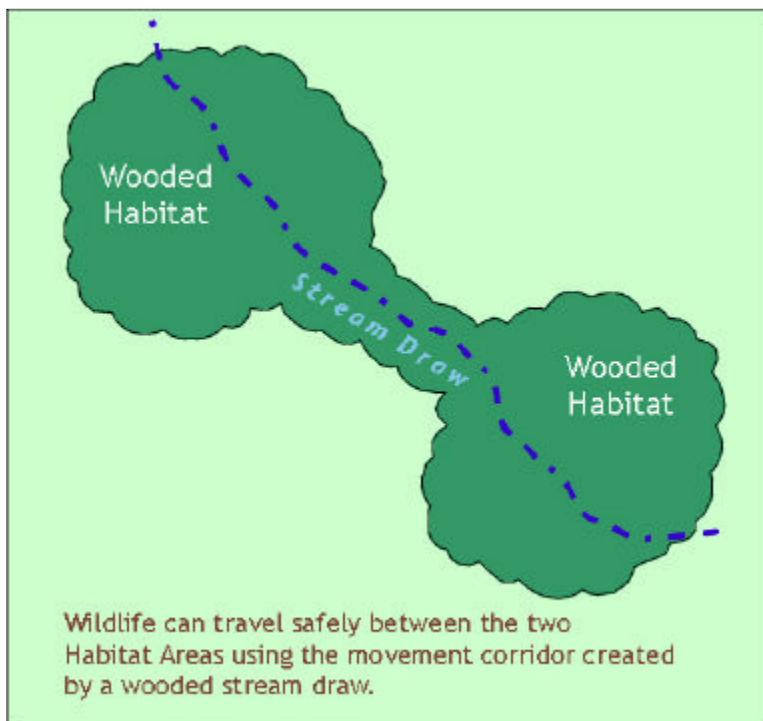 Wooded
Habitat
Stream Draw
Wooded
Habitat
Wildlife can travel safely between the two
Habitat Areas using the movement corridor created
by a wooded stream draw.